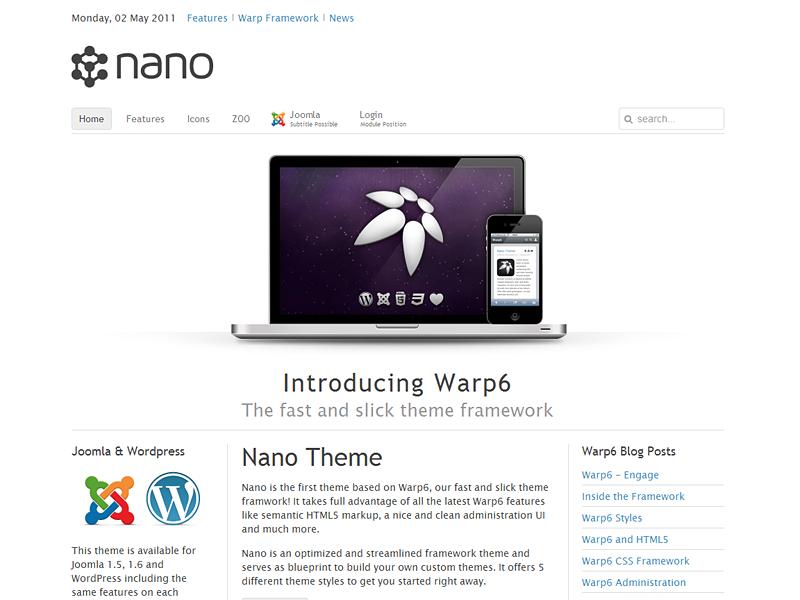 Monday, 02 May 2011 Features | Warp Framework | News
nano
Home Features Icons ZOO Joomla Login search...
Subtitle Possible Module Position
Introducing Warp6
The fast and slick theme framework
Joomla & Wordpress
This theme is available for
Joomla 1.5, 1.6 and
WordPress including the
same features on each
Nano Theme
Nano is the first theme based on Warp6, our fast and slick theme
framwork! It takes full advantage of all the latest Warp6 features
like semantic HTML5 markup, a nice and clean administration UI
and much more.
Nano is an optimized and streamlined framework theme and
serves as blueprint to build your own custom themes. It offers 5
different theme styles to get you started right away.
Warp6 Blog Posts
Warp6 – Engage
Inside the Framework
Warp6 Styles
Warp6 and HTML5
Warp6 CSS Framework
Warp6 Administration